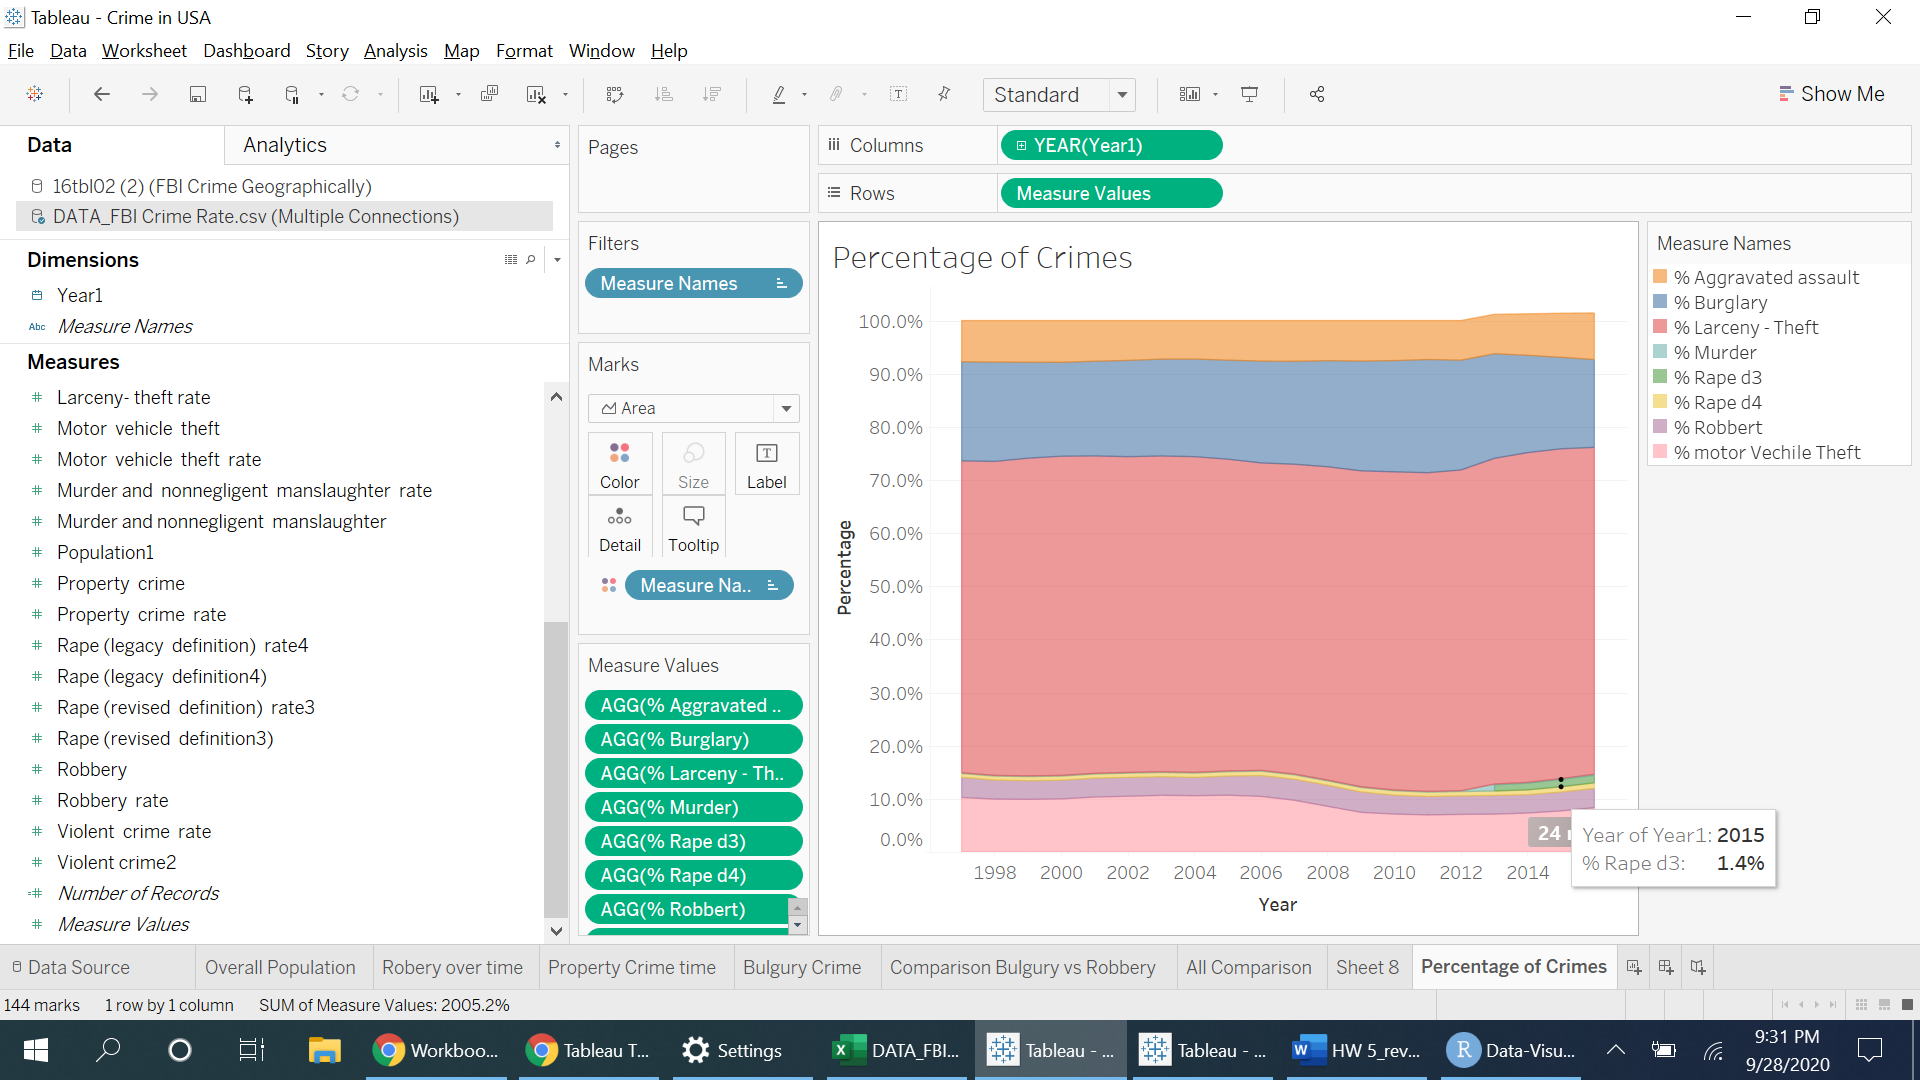 Tableau - Crime in USA
File Data Worksheet Dashboard Story Analysis Map Format Window Help
Standard
Show Me
Data
Analytics
16tbl02 (2) (FBI Crime Geographically)
DATA_FBI Crime Rate.csv (Multiple Connections)
Dimensions
Year1
Abc Measure Names
Measures
Larceny- theft rate
Motor vehicle theft
Motor vehicle theft rate
Murder and nonnegligent manslaughter rate
Murder and nonnegligent manslaughter
Population1
Property crime
Property crime rate
Rape (legacy definition) rate4
Rape (legacy definition4)
Rape (revised definition) rate3
Rape (revised definition3)
Robbery
Robbery rate
Violent crime rate
Violent crime2
Number of Records
Measure Values
Pages
Filters
Measure Names
Marks
Area
Color
Size
Label
Detail
Tooltip
Measure Na..
Measure Values
AGG(% Aggravated ..
AGG(% Burglary)
AGG(% Larceny - Th..
AGG(% Murder)
AGG(% Rape d3)
AGG(% Rape d4)
AGG(% Robbert)
Columns
YEAR(Year1)
Rows
Measure Values
Percentage of Crimes
100.0%
90.0%
80.0%
70.0%
60.0%
50.0%
40.0%
30.0%
20.0%
10.0%
0.0%
Percentage
1998 2000 2002 2004 2006 2008 2010 2012 2014
Year
24
Year of Year1: 2015
% Rape d3: 1.4%
Measure Names
% Aggravated assault
% Burglary
% Larceny - Theft
% Murder
% Rape d3
% Rape d4
% Robbert
% motor Vechile Theft
Data Source
Overall Population
Robery over time
Property Crime time
Bulgury Crime
Comparison Bulgury vs Robbery
All Comparison
Sheet 8
Percentage of Crimes
144 marks 1 row by 1 column SUM of Measure Values: 2005.2%
Workboo...
Tableau T...
Settings
DATA_FBI...
Tableau - ...
Tableau - ...
HW 5_rev...
Data-Visu...
9:31 PM
9/28/2020